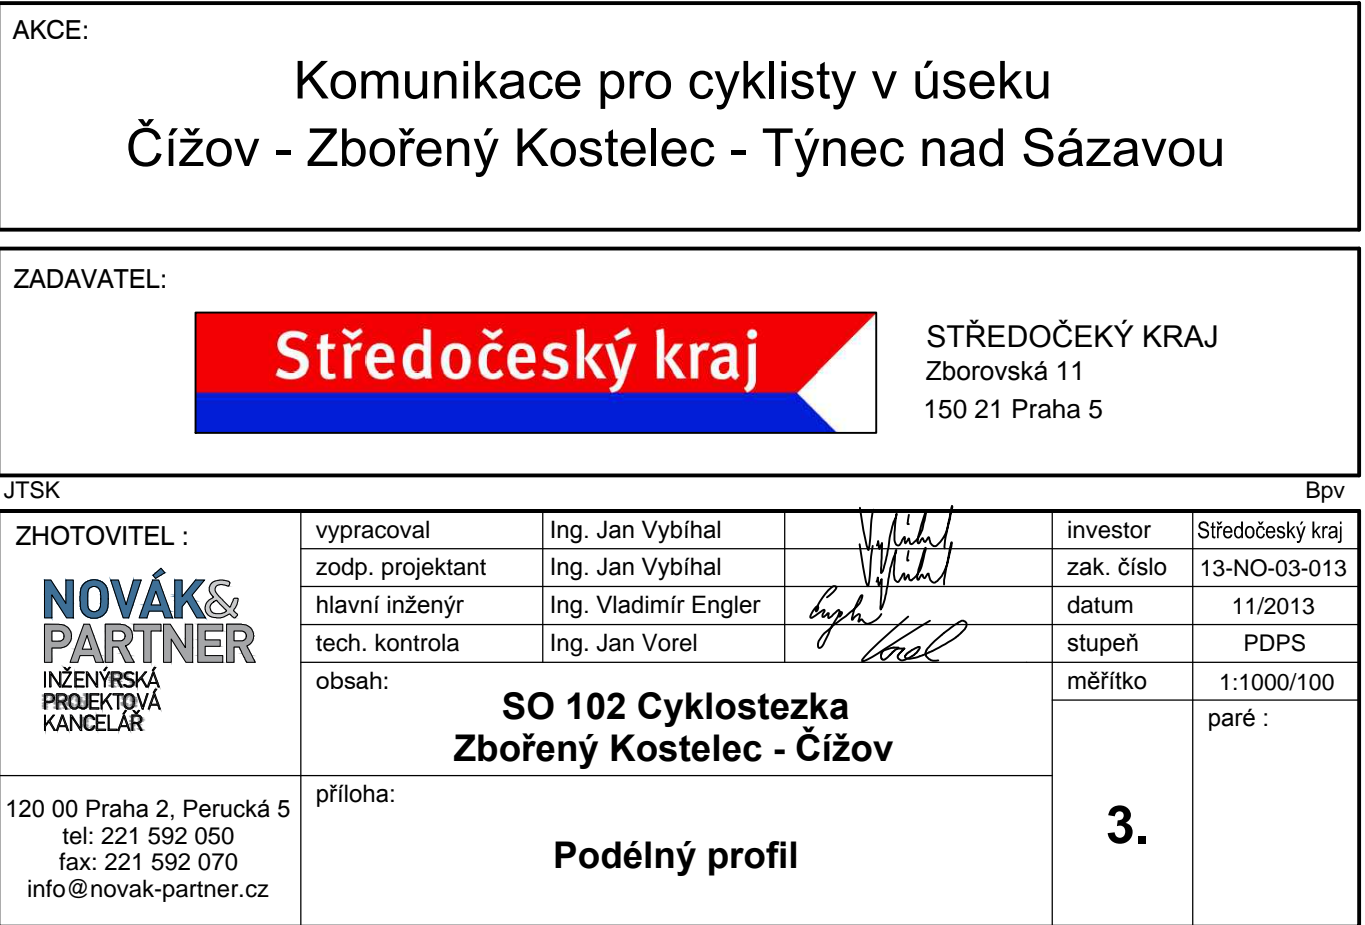 AKCE:
Komunikace pro cyklisty v úseku
Čížov - Zbořený Kostelec - Týnec nad Sázavou
ZADAVATEL:
Středočeský kraj
STŘEDOČEKÝ KRAJ
Zborovská 11
150 21 Praha 5
JTSK
Bpv
ZHOTOVITEL :
NOVÁK&
PARTNER
INŽENÝRSKÁ
PROJEKTOVÁ
KANCELÁŘ
120 00 Praha 2, Perucká 5
tel: 221 592 050
fax: 221 592 070
info@novak-partner.cz
vypracoval Ing. Jan Vybíhal
zodp. projektant Ing. Jan Vybíhal
hlavní inženýr Ing. Vladimír Engler
tech. kontrola Ing. Jan Vorel
investor Středočeský kraj
zak. číslo 13-NO-03-013
datum 11/2013
stupeň PDPS
měřítko 1:1000/100
obsah:
SO 102 Cyklostezka
Zbořený Kostelec - Čížov
příloha:
Podélný profil
3.
paré :